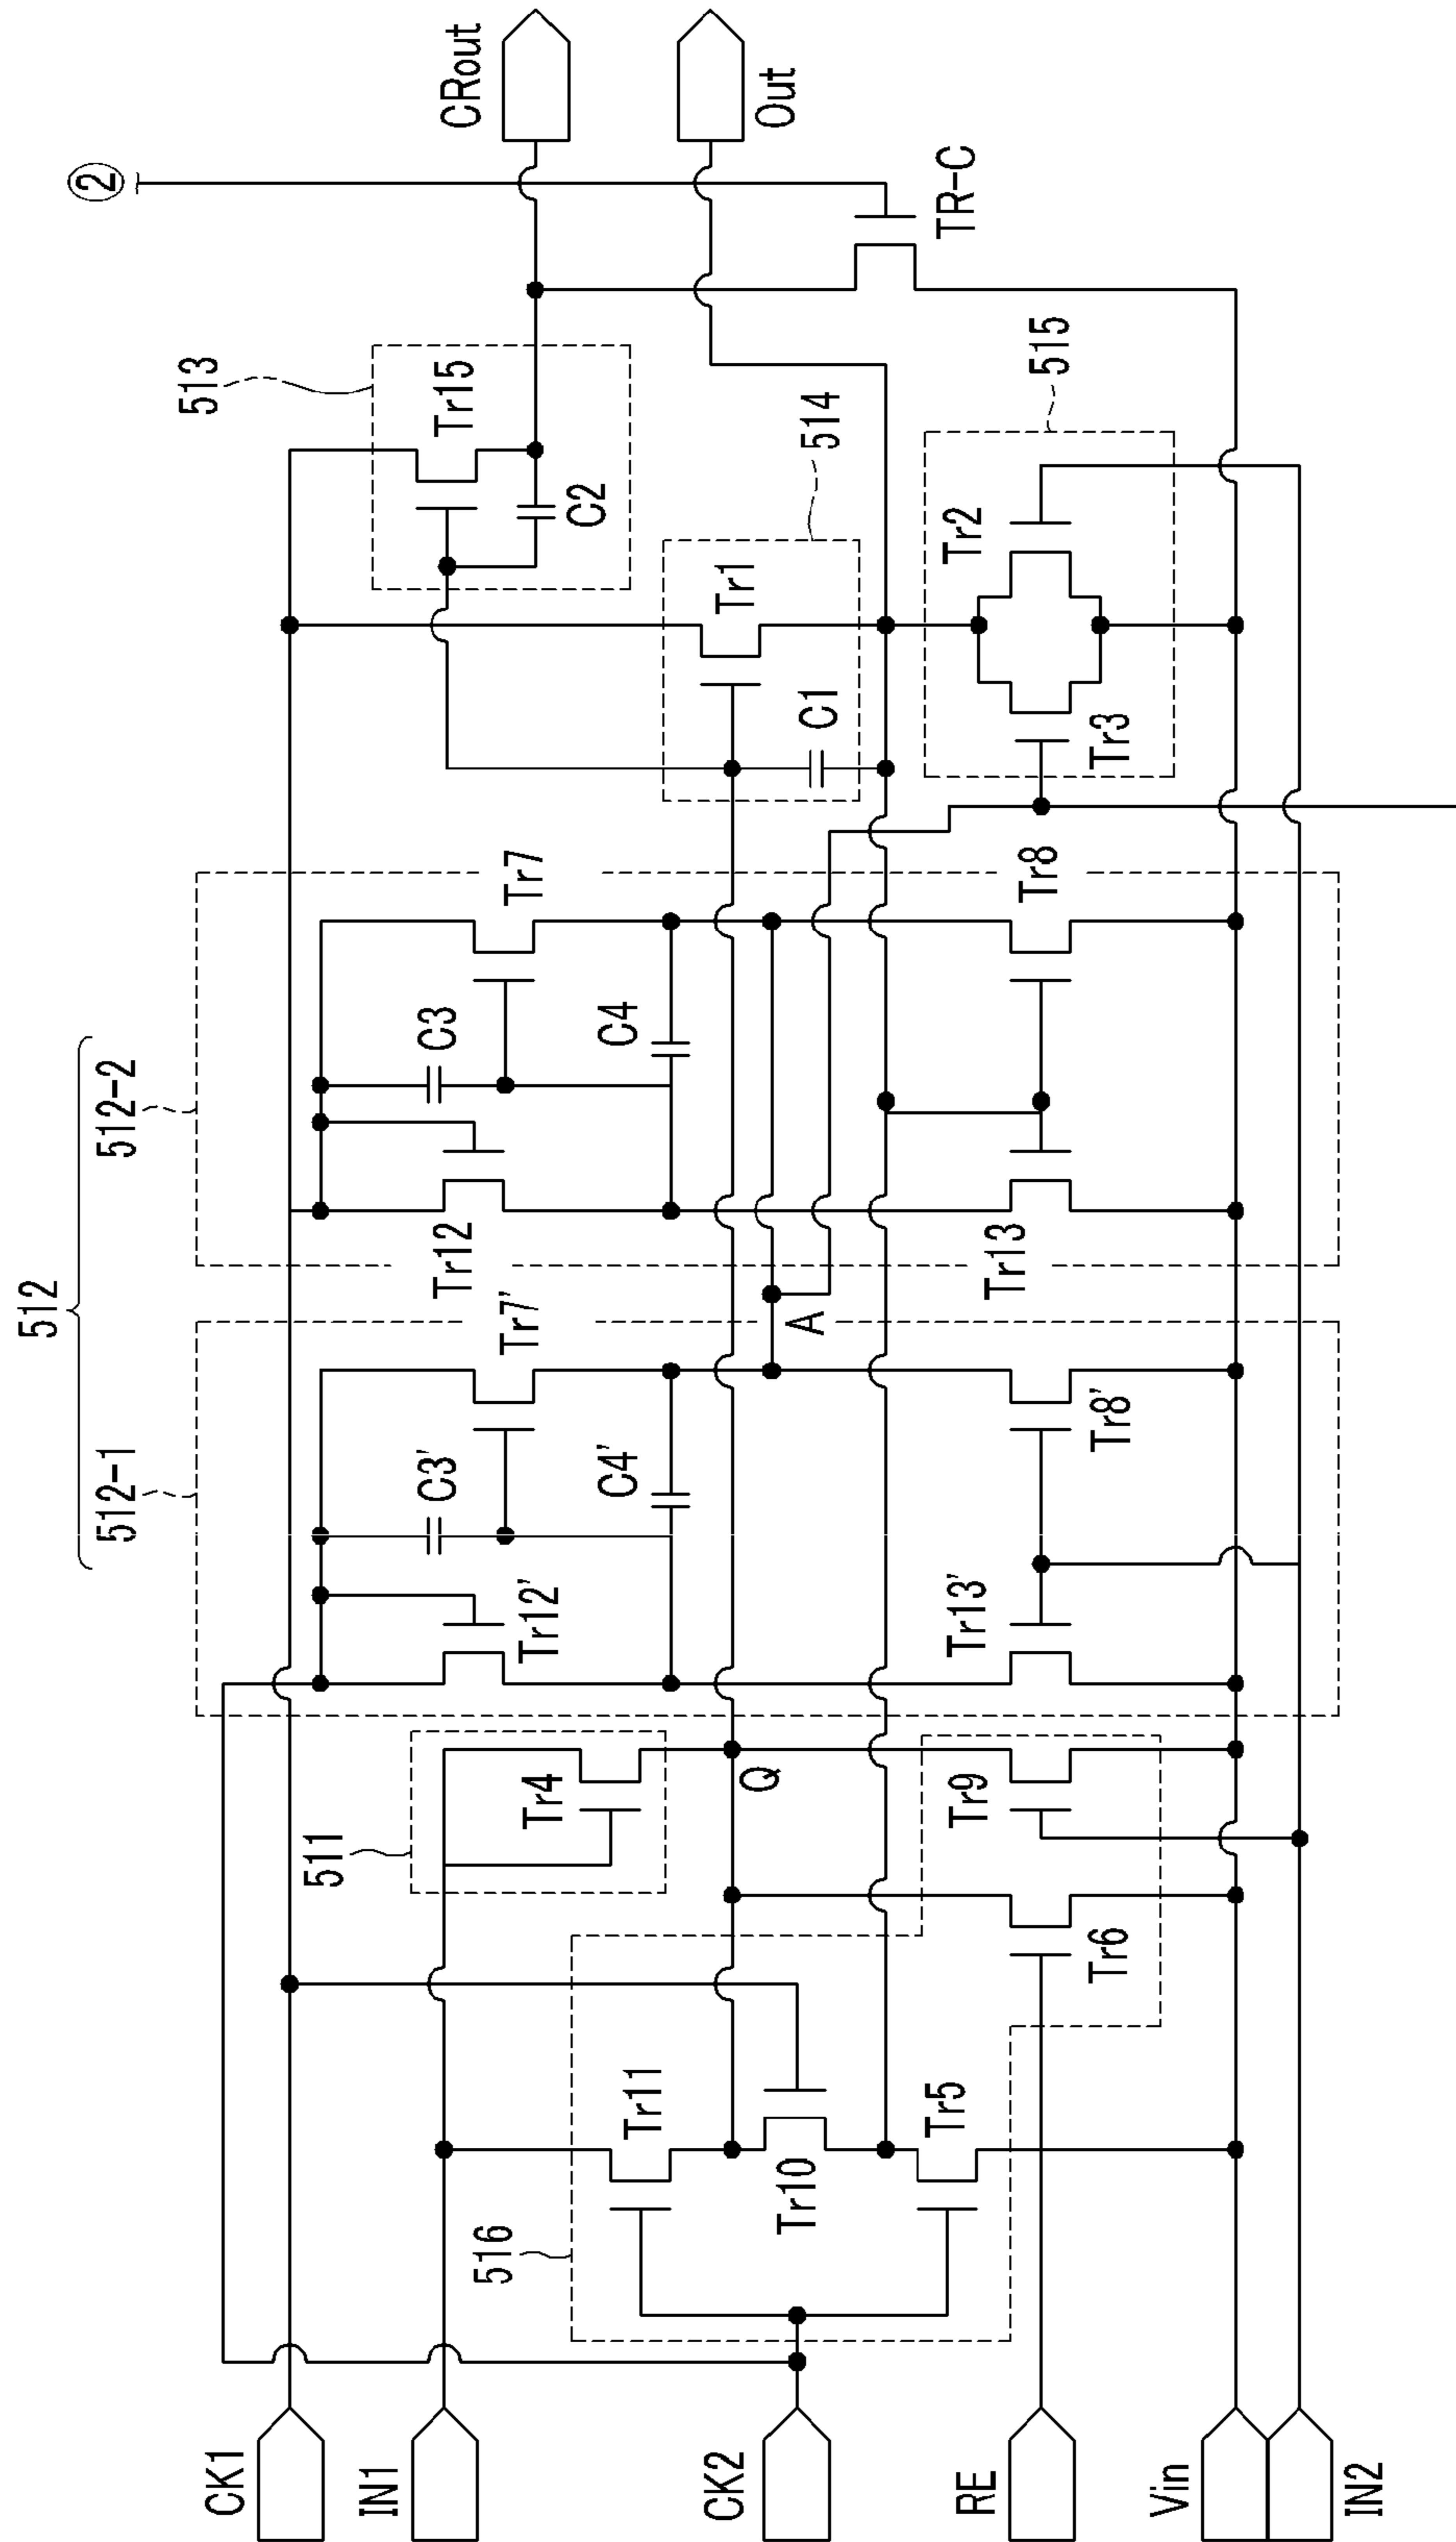 512
512-1
512-2
②
513
CK1
Tr12'
C3'
Tr7'
Tr12
C3
Tr7
Tr15
CRout
IN1
511
Tr4
C4'
C4
C2
516
Tr11
Q
A
514
Tr1
Out
CK2
Tr10
C1
Tr5
RE
Tr6
Tr9
Tr13'
Tr8'
Tr13
Tr8
Tr3
Tr2
515
TR-C
Vin
IN2